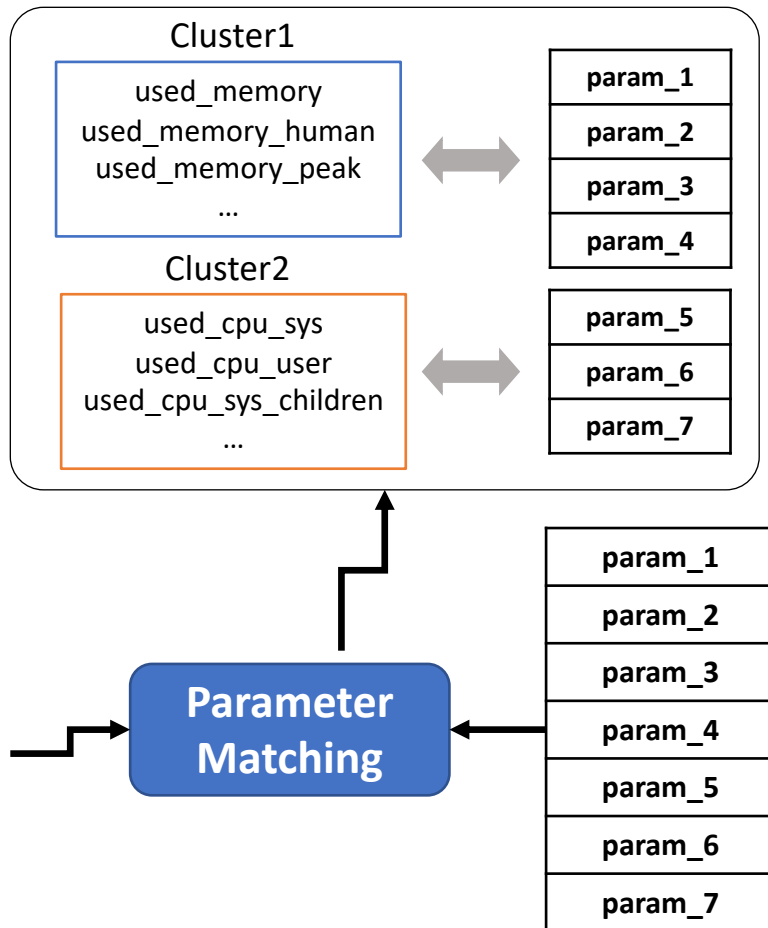 Cluster1
used_memory
used_memory_human
used_memory_peak
...
param_1
param_2
param_3
param_4
Cluster2
used_cpu_sys
used_cpu_user
used_cpu_sys_children
...
param_5
param_6
param_7
Parameter
Matching
param_1
param_2
param_3
param_4
param_5
param_6
param_7